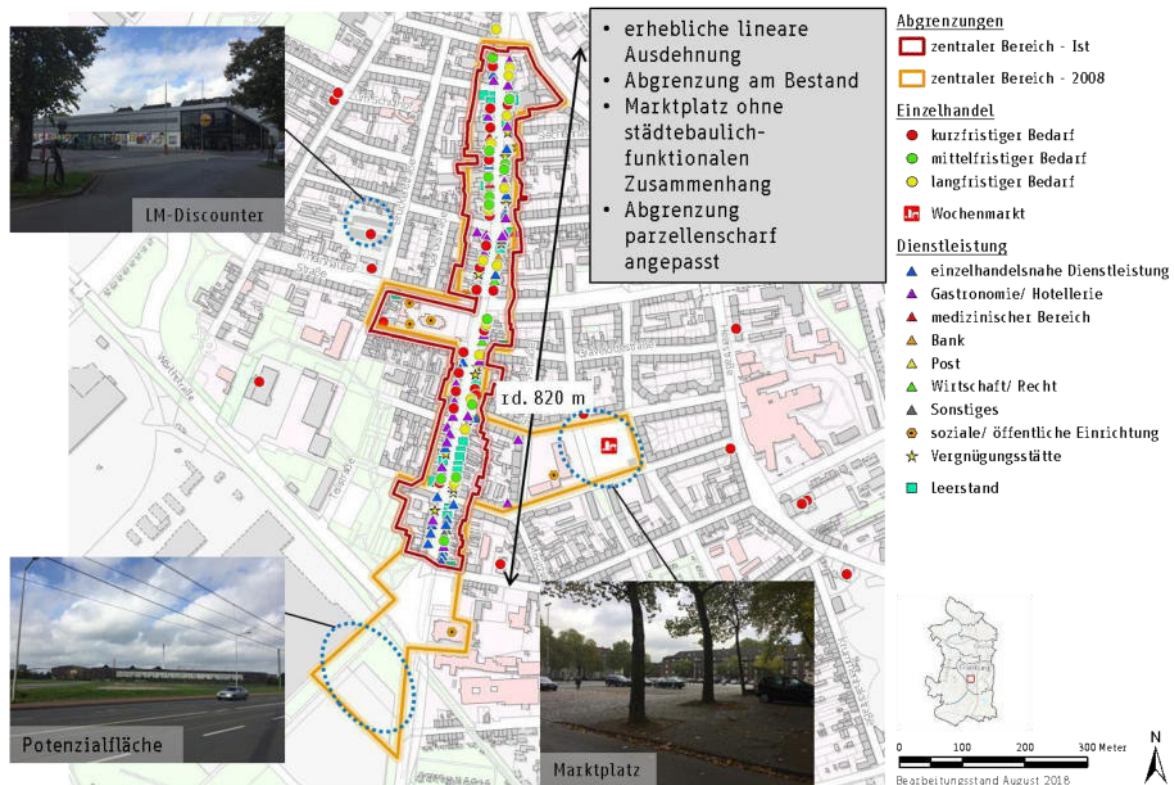 LM-Discounter
• erhebliche lineare
Ausdehnung
• Abgrenzung am Bestand
• Marktplatz ohne
städtebaulich-
funktionalen
Zusammenhang
• Abgrenzung
parzellenscharf
angepasst
rd. 820 m
Potenzialfläche
Marktplatz
Abgrenzungen
zentraler Bereich - Ist
zentraler Bereich - 2008
Einzelhandel
kurzfristiger Bedarf
mittelfristiger Bedarf
langfristiger Bedarf
Wochenmarkt
Dienstleistung
einzelhandelsnahe Dienstleistung
Gastronomie/ Hotellerie
medizinischer Bereich
Bank
Post
Wirtschaft/ Recht
Sonstiges
soziale/ öffentliche Einrichtung
Vergnügungsstätte
Leerstand
N
0 100 200 300 Meter
Bearbeitungsstand August 2018